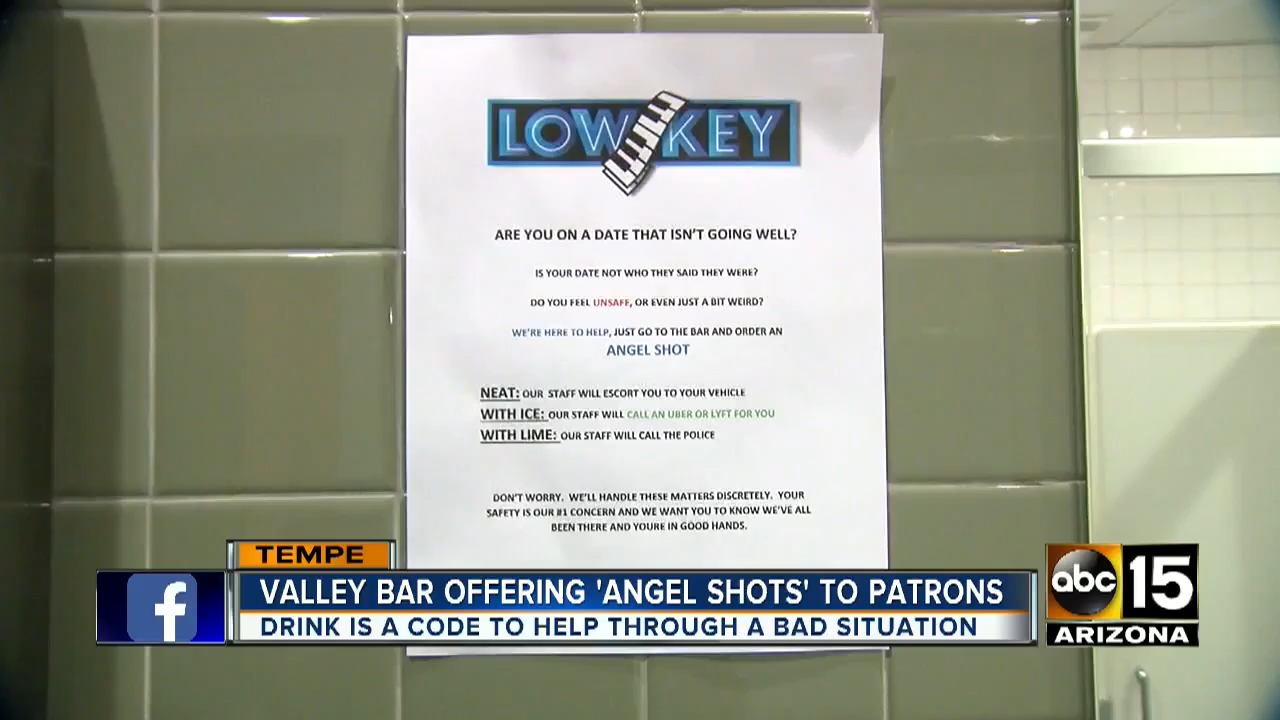 LOW KEY
ARE YOU ON A DATE THAT ISN'T GOING WELL?
IS YOUR DATE NOT WHO THEY SAID THEY WERE?
DO YOU FEEL UNSAFE, OR EVEN JUST A BIT WEIRD?
WE'RE HERE TO HELP, JUST GO TO THE BAR AND ORDER AN
ANGEL SHOT
NEAT: OUR STAFF WILL ESCORT YOU TO YOUR VEHICLE
WITH ICE: OUR STAFF WILL CALL AN UBER OR LYFT FOR YOU
WITH LIME: OUR STAFF WILL CALL THE POLICE
DON'T WORRY. WE'LL HANDLE THESE MATTERS DISCRETELY. YOUR
SAFETY IS OUR #1 CONCERN AND WE WANT YOU TO KNOW WE'VE ALL
BEEN THERE AND YOURE IN GOOD HANDS.
TEMPE
f VALLEY BAR OFFERING 'ANGEL SHOTS' TO PATRONS
DRINK IS A CODE TO HELP THROUGH A BAD SITUATION
abc 15
ARIZONA